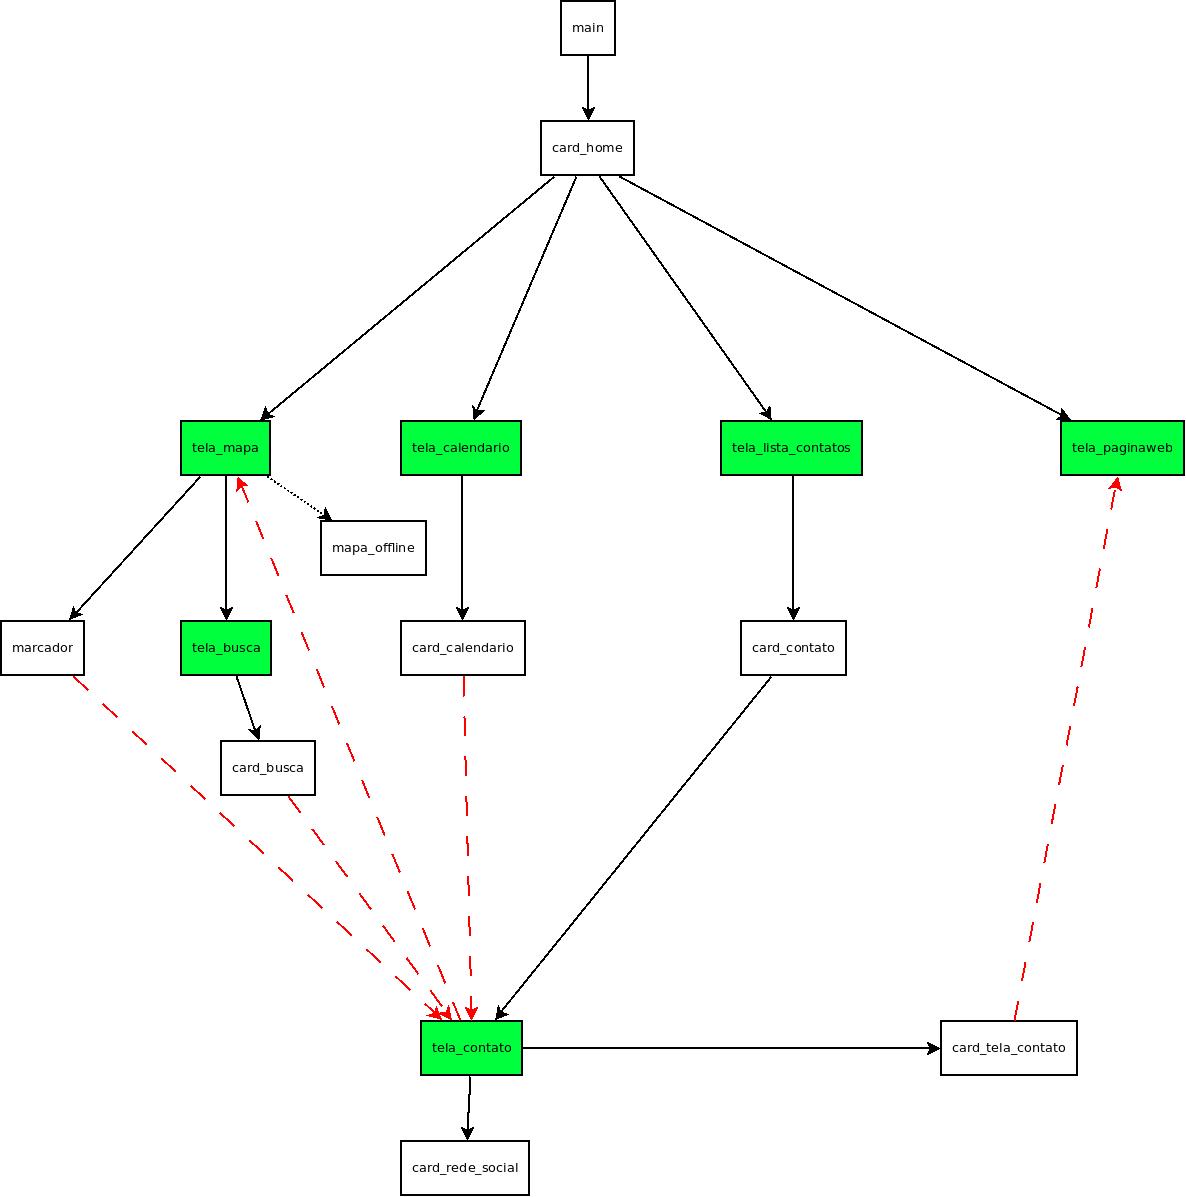 main
card_home
tela_mapa
tela_calendario
tela_lista_contatos
tela_paginaweb
mapa_offline
marcador
tela_busca
card_calendario
card_contato
card_busca
tela_contato
card_tela_contato
card_rede_social